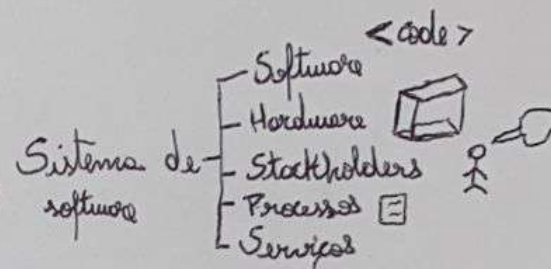 <code>
Software
Hardware
Sistema de
Stackholders
software
Processos
Serviços